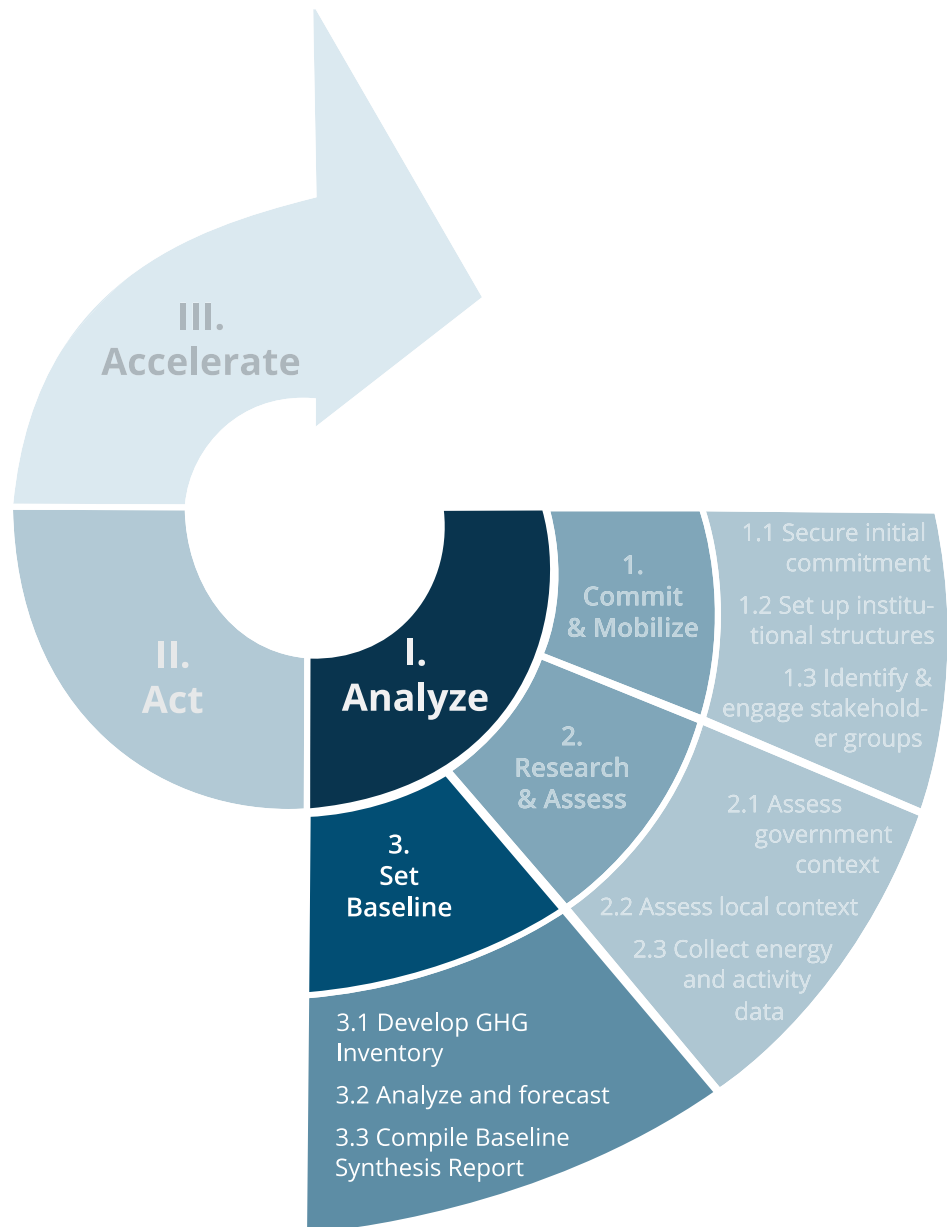 III.
Accelerate
II.
Act
I.
Analyze
1.
Commit
& Mobilize
1.1 Secure initial
commitment
1.2 Set up institu-
tional structures
1.3 Identify &
engage stakehold-
er groups
2.
Research
& Assess
2.1 Assess
government
context
2.2 Assess local context
2.3 Collect energy
and activity
data
3.
Set
Baseline
3.1 Develop GHG
Inventory
3.2 Analyze and forecast
3.3 Compile Baseline
Synthesis Report